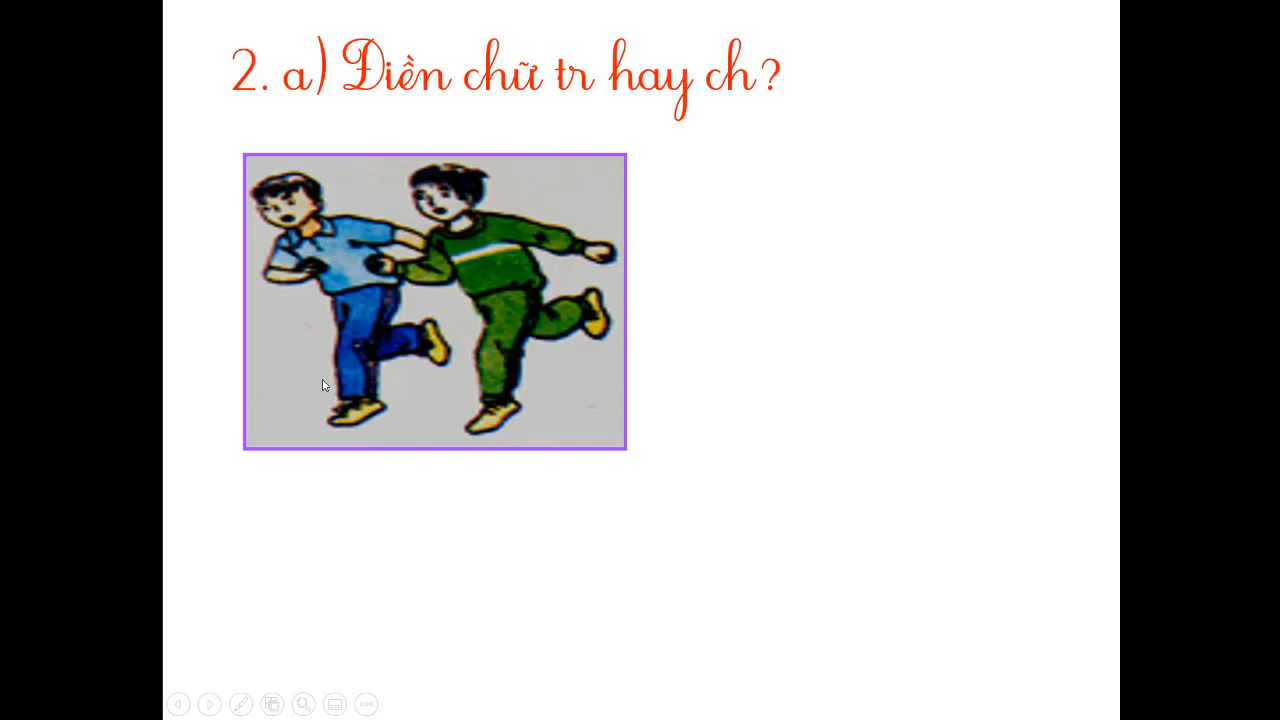 2. a) Điền chữ tr hay ch?